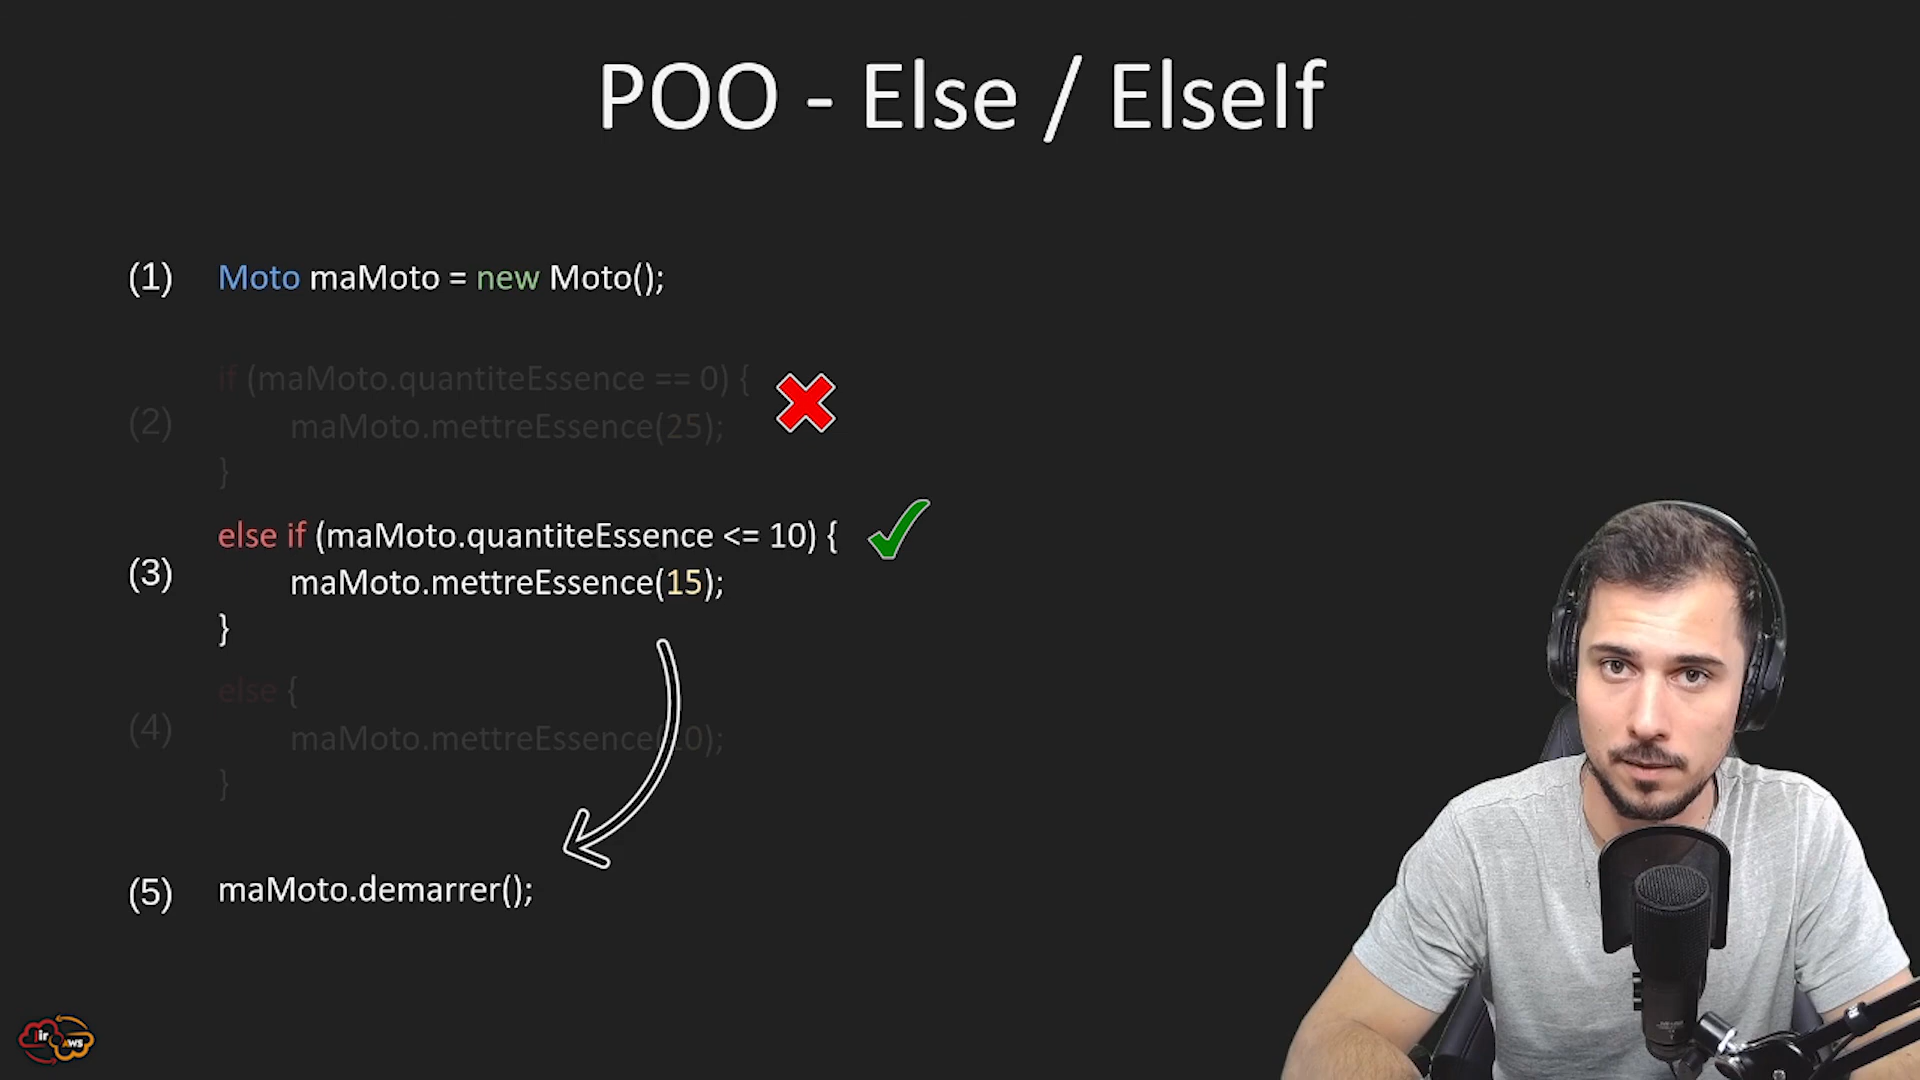 POO - Else / ElseIf
(1) Moto maMoto = new Moto();
if (maMoto.quantiteEssence == 0) {
(2) maMoto.mettreEssence(25);
}
else if (maMoto.quantiteEssence <= 10) {
(3) maMoto.mettreEssence(15);
}
else {
(4) maMoto.mettreEssence( 0);
}
(5) maMoto.demarrer();